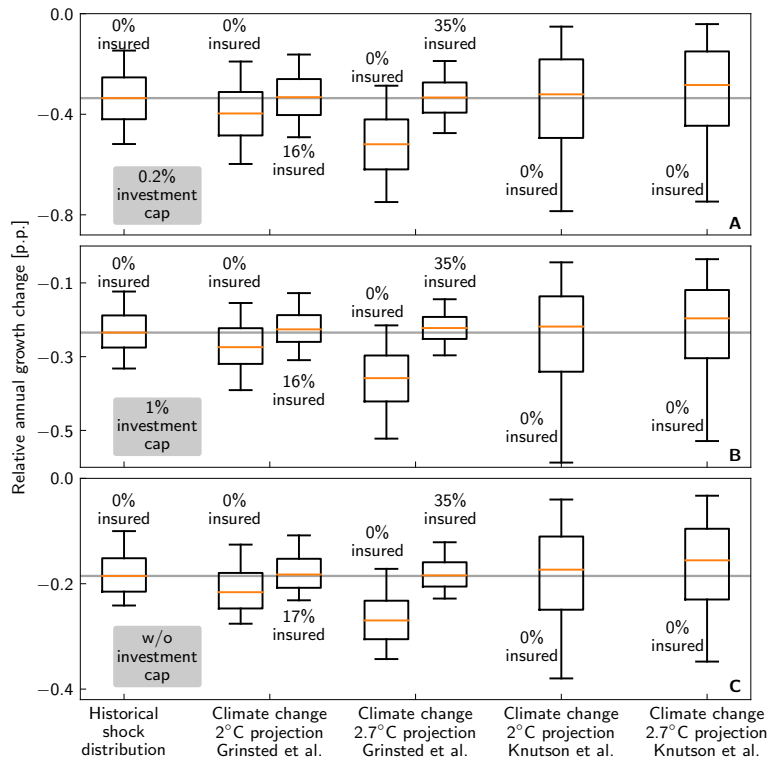 Relative annual growth change [p.p.]
0.0
−0.4
−0.8
0%
insured
0%
insured
16%
insured
0%
insured
35%
insured
0%
insured
0%
insured
0.2%
investment
cap
A
−0.1
−0.3
−0.5
0%
insured
0%
insured
16%
insured
0%
insured
35%
insured
0%
insured
0%
insured
1%
investment
cap
B
0.0
−0.2
−0.4
0%
insured
0%
insured
17%
insured
0%
insured
35%
insured
0%
insured
0%
insured
w/o
investment
cap
C
Historical
shock
distribution
Climate change
2°C projection
Grinsted et al.
Climate change
2.7°C projection
Grinsted et al.
Climate change
2°C projection
Knutson et al.
Climate change
2.7°C projection
Knutson et al.